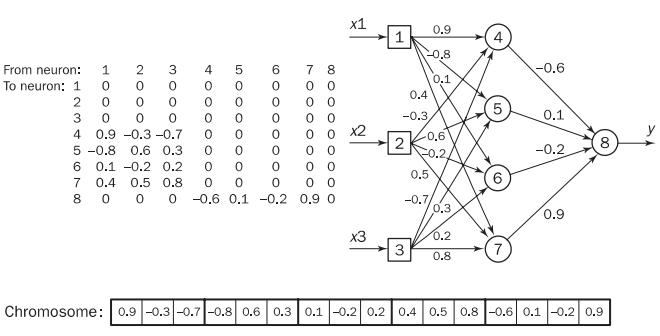 From neuron: 1 2 3 4 5 6 7 8
To neuron: 1 0 0 0 0 0 0 0 0
2 0 0 0 0 0 0 0 0
3 0 0 0 0 0 0 0 0
4 0.9 –0.3 –0.7 0 0 0 0 0
5 –0.8 0.6 0.3 0 0 0 0 0
6 0.1 –0.2 0.2 0 0 0 0 0
7 0.4 0.5 0.8 0 0 0 0 0
8 0 0 0 –0.6 0.1 –0.2 0.9 0
x1
1
0.9
4
–0.8
0.1
–0.6
0.4
–0.3
5
0.1
x2
2
0.6
–0.2
8
y
0.5
6
–0.2
–0.7
0.3
0.9
x3
3
0.2
0.8
7
Chromosome: 0.9 –0.3 –0.7 –0.8 0.6 0.3 0.1 –0.2 0.2 0.4 0.5 0.8 –0.6 0.1 –0.2 0.9